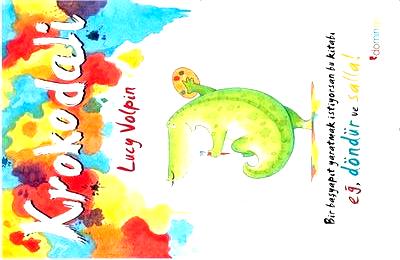 Krokodali
Lucy Volpin
Bir başyapıt yaratmak istiyorsan bu kitabı
eğ, döndür ve salla!
domingo